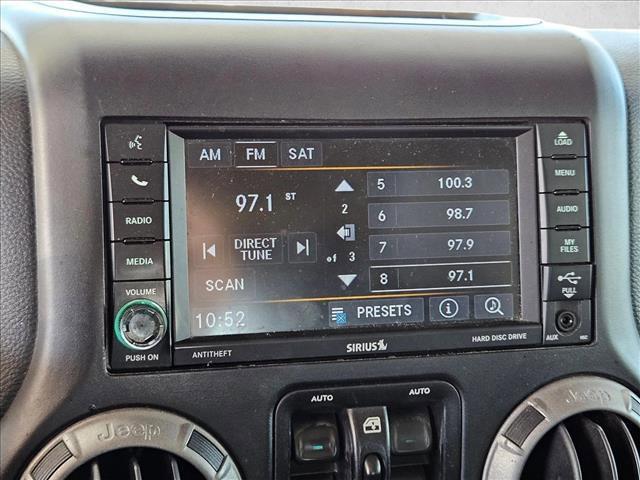 LOAD
AM FM SAT
MENU
5 100.3
97.1 ST
RADIO
2
6 98.7
AUDIO
DIRECT
TUNE
of 3
7 97.9
MY
FILES
MEDIA
SCAN
8 97.1
PULL
VOLUME
10:52
PRESETS
PUSH ON
ANTITHEFT
SIRIUS
HARD DISC DRIVE
AUX
AUTO
AUTO
Jeep
Jeep